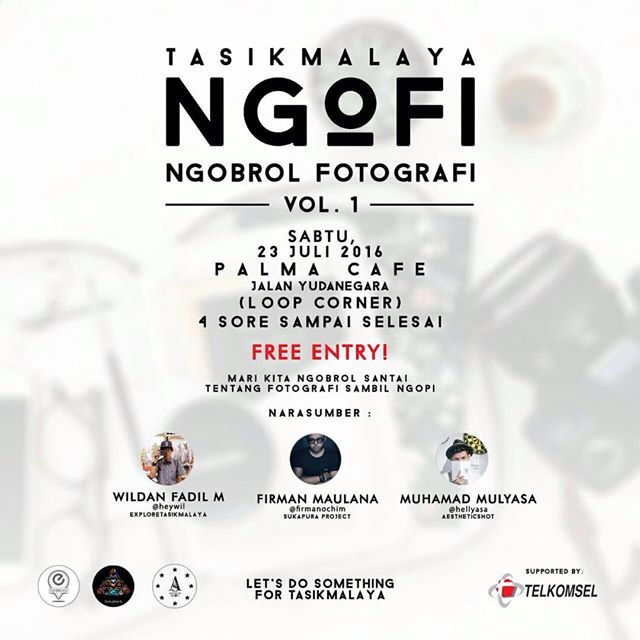 TASIKMALAYA
NGOFI
NGOBROL FOTOGRAFI
VOL. 1
SABTU,
23 JULI 2016
PALMA CAFE
JALAN YUDANEGARA
(LOOP CORNER)
4 SORE SAMPAI SELESAI
FREE ENTRY!
MARI KITA NGOBROL SANTAI
TENTANG FOTOGRAFI SAMBIL NGOPI
NARASUMBER :
WILDAN FADIL M
@heywil
EXPLORETASIKMALAYA
FIRMAN MAULANA
@firmanochim
SUKAPURA PROJECT
MUHAMAD MULYASA
@hellyasa
AESTHETICSHOT
LET'S DO SOMETHING
FOR TASIKMALAYA
SUPPORTED BY:
TELKOMSEL